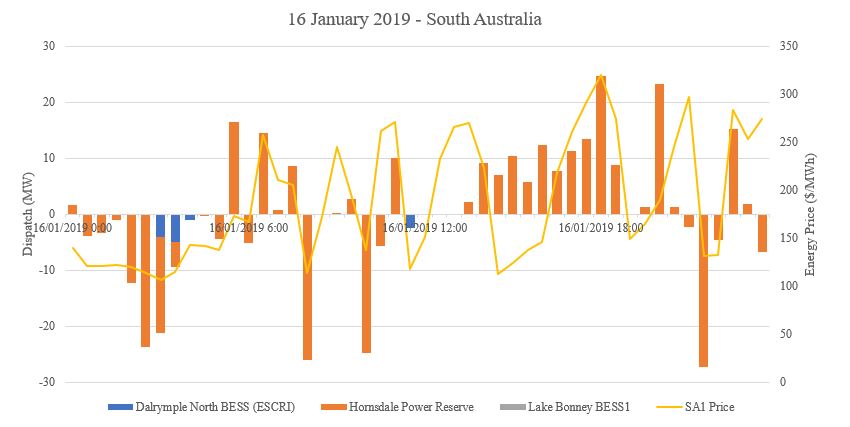 16 January 2019 - South Australia
30
20
10
0
-10
-20
-30
Dispatch (MW)
16/01/2019 0:00
16/01/2019 6:00
16/01/2019 12:00
16/01/2019 18:00
350
300
250
200
150
100
50
0
Energy Price ($/MWh)
Dalrymple North BESS (ESCRI)
Hornsdale Power Reserve
Lake Bonney BESS1
SA1 Price